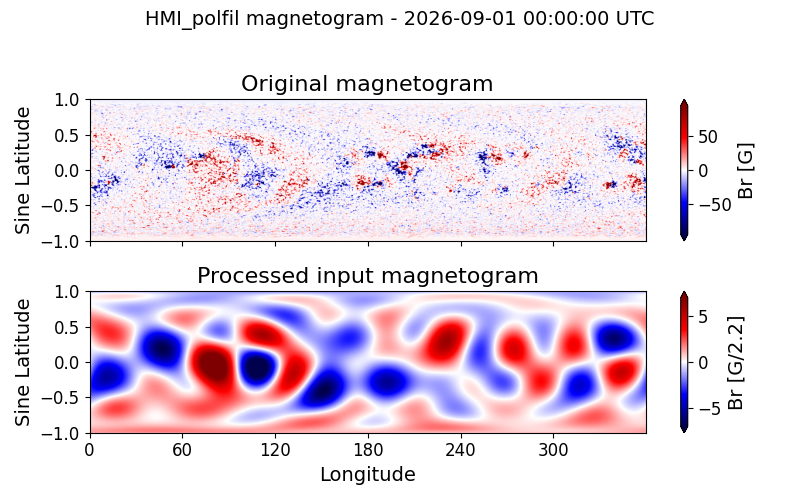 HMI_polfil magnetogram - 2026-09-01 00:00:00 UTC
Original magnetogram
Sine Latitude
1.0
0.5
0.0
−0.5
−1.0
50
0
−50
Br [G]
Processed input magnetogram
Sine Latitude
1.0
0.5
0.0
−0.5
−1.0
0
60
120
180
240
300
Longitude
5
0
−5
Br [G/2.2]